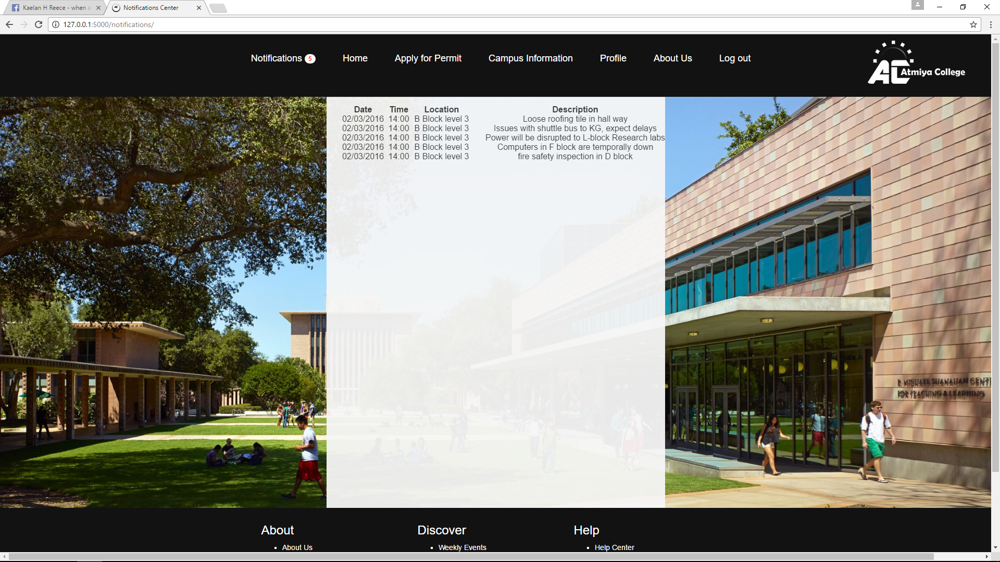 Kaelan H Reece - when a
Notifications Center
127.0.0.1:5000/notifications/
Notifications 5 Home Apply for Permit Campus Information Profile About Us Log out
AC Atmiya College
Date Time Location Description
02/03/2016 14:00 B Block level 3 Loose roofing tile in hall way
02/03/2016 14:00 B Block level 3 Issues with shuttle bus to KG, expect delays
02/03/2016 14:00 B Block level 3 Power will be disrupted to L-block Research labs
02/03/2016 14:00 B Block level 3 Computers in F block are temporally down
02/03/2016 14:00 B Block level 3 fire safety inspection in D block
R. MICHAEL SHANAHAN CENT
FOR TEACHING & LEARNING
About Discover Help
About Us Weekly Events Help Center